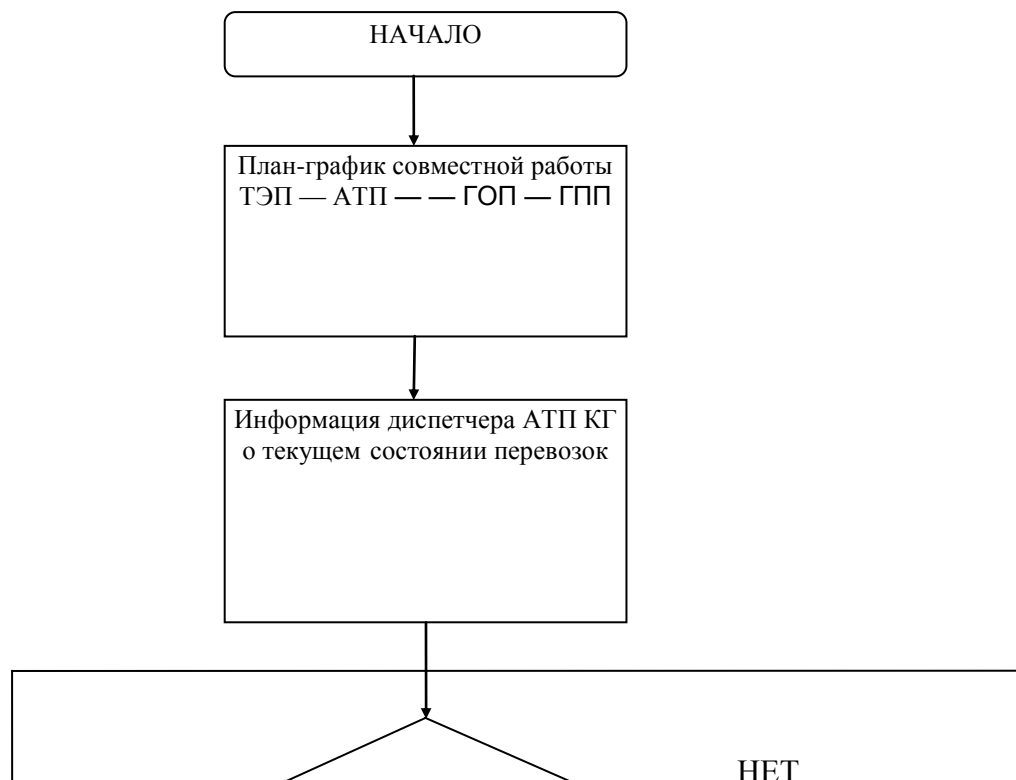 НАЧАЛО
План-график совместной работы
ТЭП — АТП — — ГОП — ГПП
Информация диспетчера АТП КГ
о текущем состоянии перевозок
НЕТ